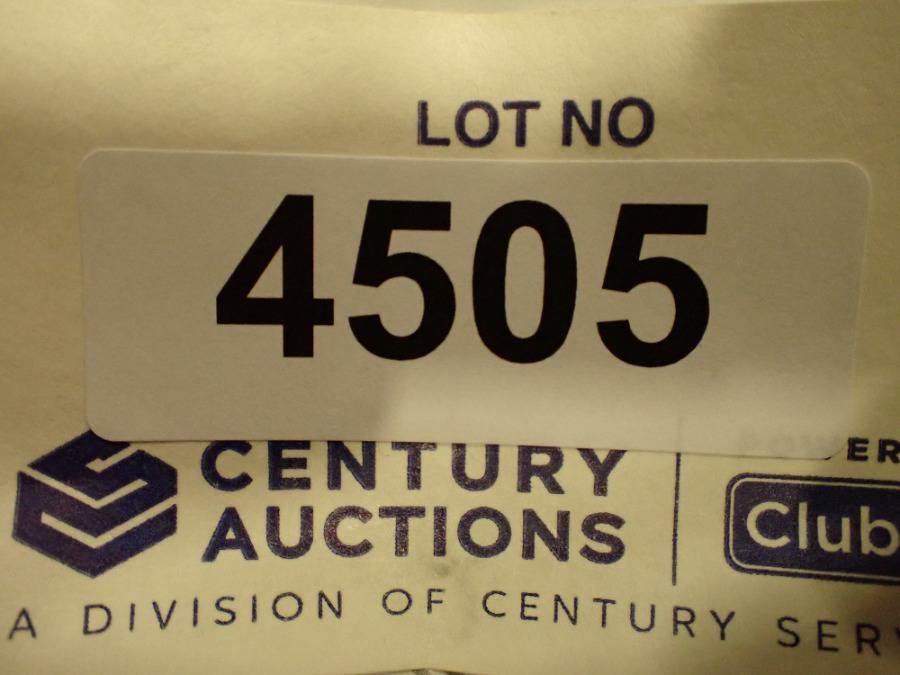 LOT NO
4505
CENTURY
AUCTIONS
Club
A DIVISION OF CENTURY